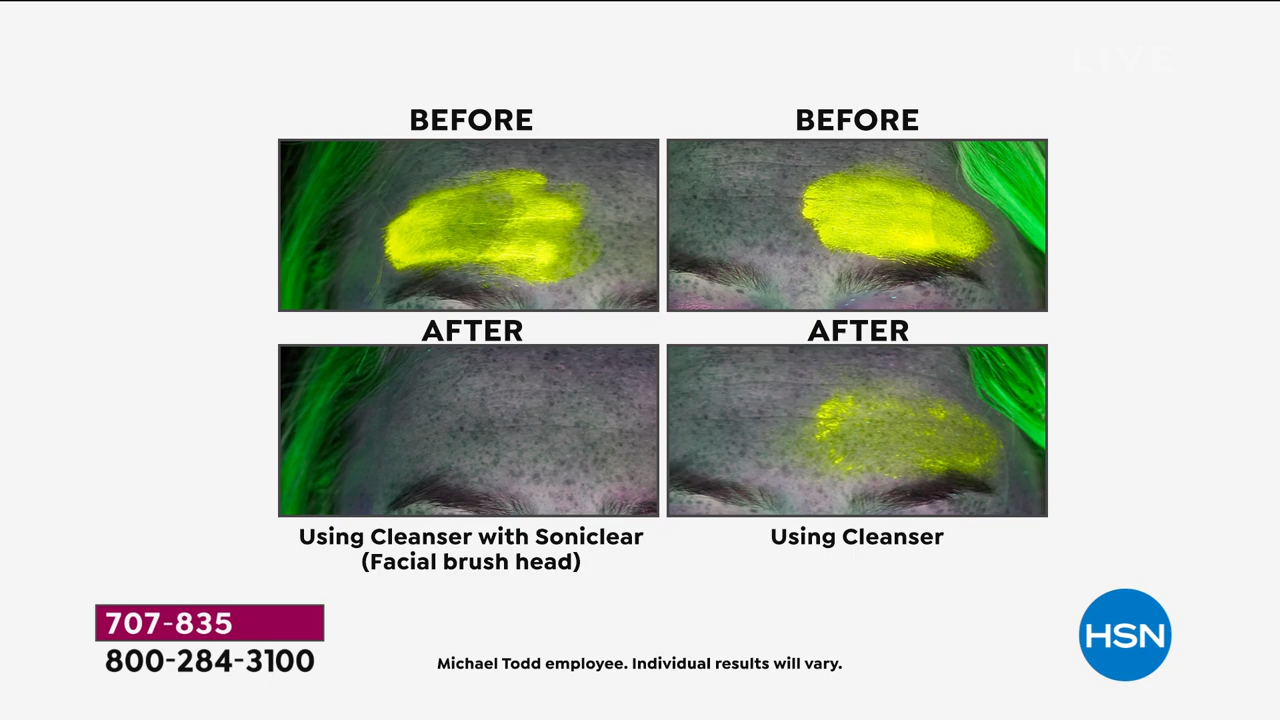 LIVE
BEFORE
BEFORE
AFTER
AFTER
Using Cleanser with Soniclear
(Facial brush head)
Using Cleanser
707-835
800-284-3100
Michael Todd employee. Individual results will vary.
HSN